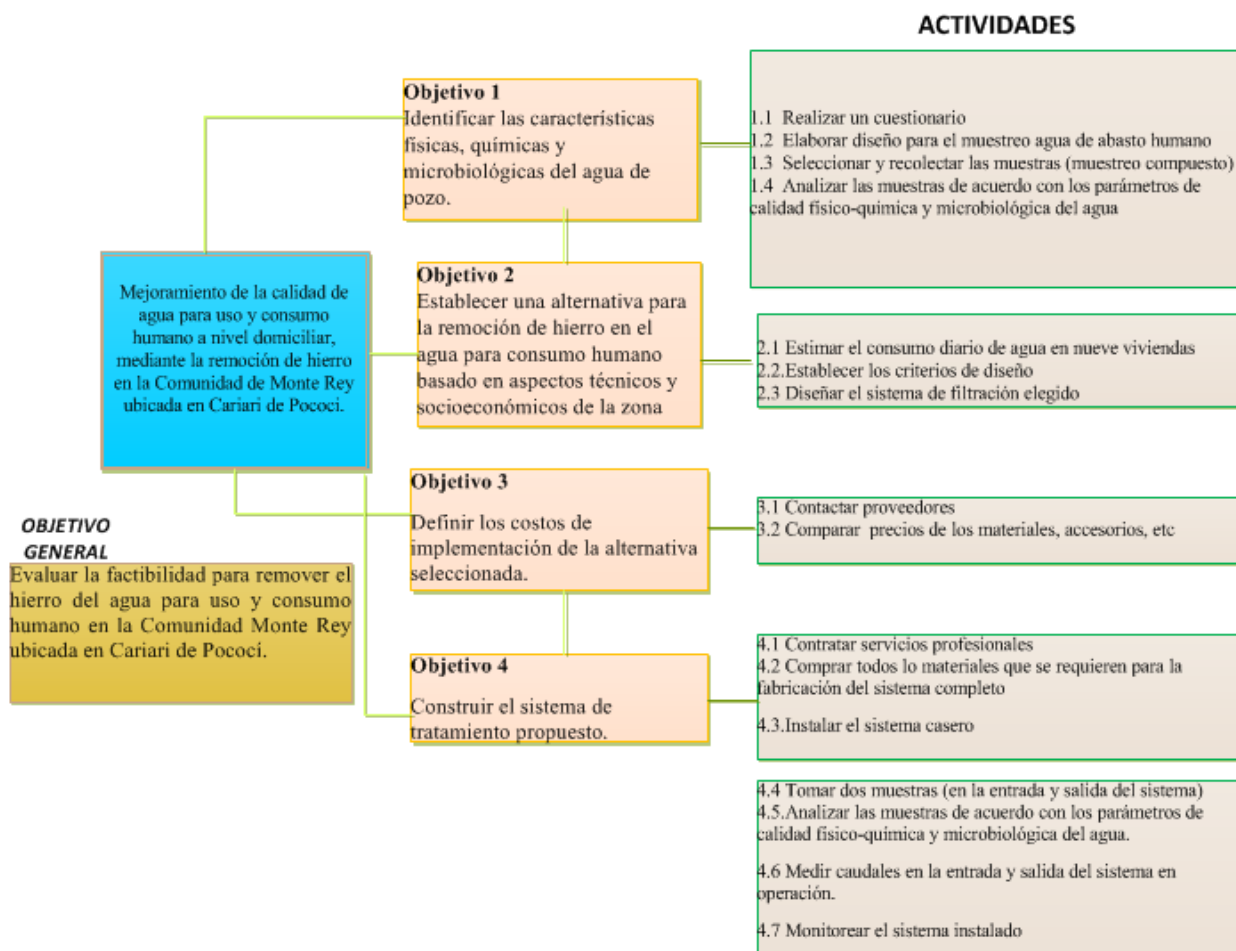 ACTIVIDADES
Objetivo 1
Identificar las características
físicas, químicas y
microbiológicas del agua de
pozo.
1.1 Realizar un cuestionario
1.2 Elaborar diseño para el muestreo agua de abasto humano
1.3 Seleccionar y recolectar las muestras (muestreo compuesto)
1.4 Analizar las muestras de acuerdo con los parámetros de
calidad físico-química y microbiológica del agua
Mejoramiento de la calidad de
agua para uso y consumo
humano a nivel domiciliar,
mediante la remoción de hierro
en la Comunidad de Monte Rey
ubicada en Cariari de Pococí.
Objetivo 2
Establecer una alternativa para
la remoción de hierro en el
agua para consumo humano
basado en aspectos técnicos y
socioeconómicos de la zona
2.1 Estimar el consumo diario de agua en nueve viviendas
2.2.Establecer los criterios de diseño
2.3 Diseñar el sistema de filtración elegido
Objetivo 3
Definir los costos de
implementación de la alternativa
seleccionada.
3.1 Contactar proveedores
3.2 Comparar precios de los materiales, accesorios, etc
OBJETIVO
GENERAL
Evaluar la factibilidad para remover el
hierro del agua para uso y consumo
humano en la Comunidad Monte Rey
ubicada en Cariari de Pococí.
Objetivo 4
Construir el sistema de
tratamiento propuesto.
4.1 Contratar servicios profesionales
4.2 Comprar todos lo materiales que se requieren para la
fabricación del sistema completo
4.3.Instalar el sistema casero
4.4 Tomar dos muestras (en la entrada y salida del sistema)
4.5.Analizar las muestras de acuerdo con los parámetros de
calidad físico-química y microbiológica del agua.
4.6 Medir caudales en la entrada y salida del sistema en
operación.
4.7 Monitorear el sistema instalado